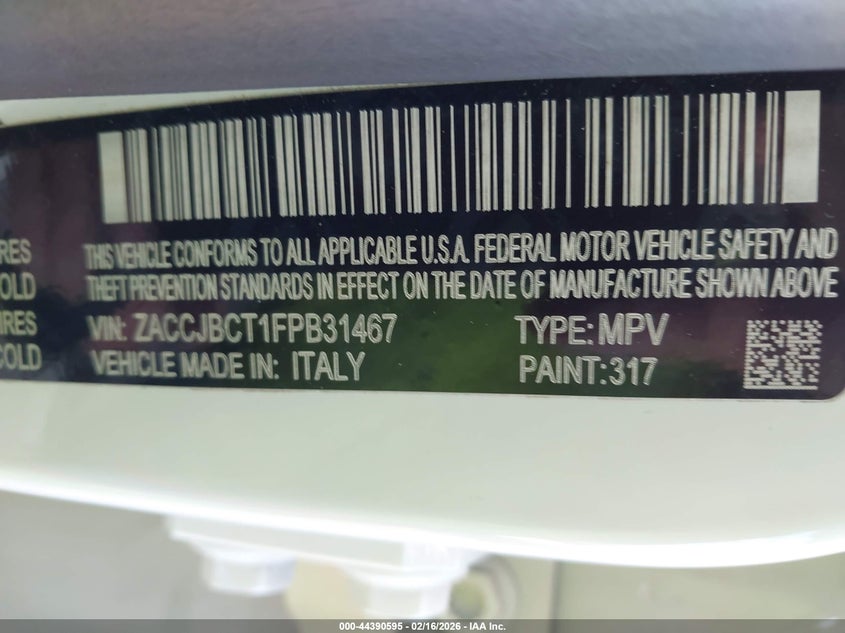 THIS VEHICLE CONFORMS TO ALL APPLICABLE U.S.A. FEDERAL MOTOR VEHICLE SAFETY AND
THEFT PREVENTION STANDARDS IN EFFECT ON THE DATE OF MANUFACTURE SHOWN ABOVE
VIN: ZACCJBCT1FPB31467 TYPE: MPV
VEHICLE MADE IN: ITALY PAINT: 317
RES
OLD
IRES
COLD
000-44390595 - 02/16/2026 - IAA Inc.